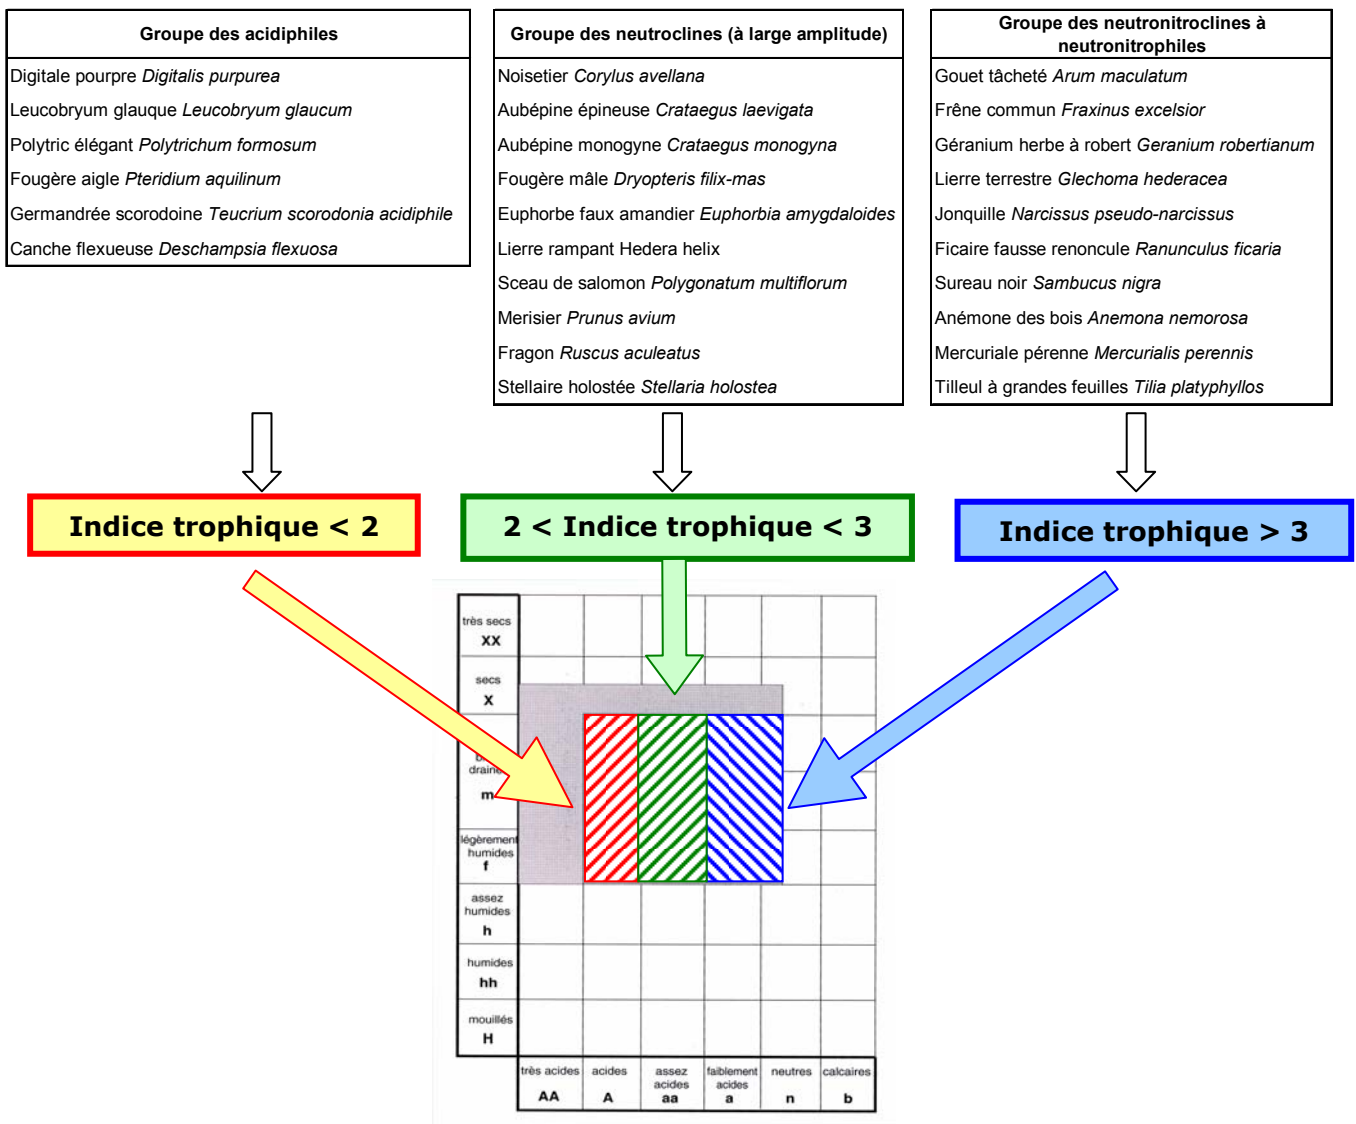 Groupe des acidiphiles
Digitale pourpre Digitalis purpurea
Leucobryum glauque Leucobryum glaucum
Polytric élégant Polytrichum formosum
Fougère aigle Pteridium aquilinum
Germandrée scorodoine Teucrium scorodonia acidiphile
Canche flexueuse Deschampsia flexuosa
Groupe des neutroclines (à large amplitude)
Noisetier Corylus avellana
Aubépine épineuse Crataegus laevigata
Aubépine monogyne Crataegus monogyna
Fougère mâle Dryopteris filix-mas
Euphorbe faux amandier Euphorbia amygdaloides
Lierre rampant Hedera helix
Sceau de salomon Polygonatum multiflorum
Merisier Prunus avium
Fragon Ruscus aculeatus
Stellaire holostée Stellaria holostea
Groupe des neutronitroclines à
neutronitrophiles
Gouet tâcheté Arum maculatum
Frêne commun Fraxinus excelsior
Géranium herbe à robert Geranium robertianum
Lierre terrestre Glechoma hederacea
Jonquille Narcissus pseudo-narcissus
Ficaire fausse renoncule Ranunculus ficaria
Sureau noir Sambucus nigra
Anémone des bois Anemona nemorosa
Mercuriale pérenne Mercurialis perennis
Tilleul à grandes feuilles Tilia platyphyllos
Indice trophique < 2
2 < Indice trophique < 3
Indice trophique > 3
très secs
XX
secs
X
m
légèrement
humides
f
assez
humides
h
humides
hh
mouillés
H
très acides
AA
acides
A
assez
acides
aa
faiblement
acides
a
neutres
n
calcaires
b